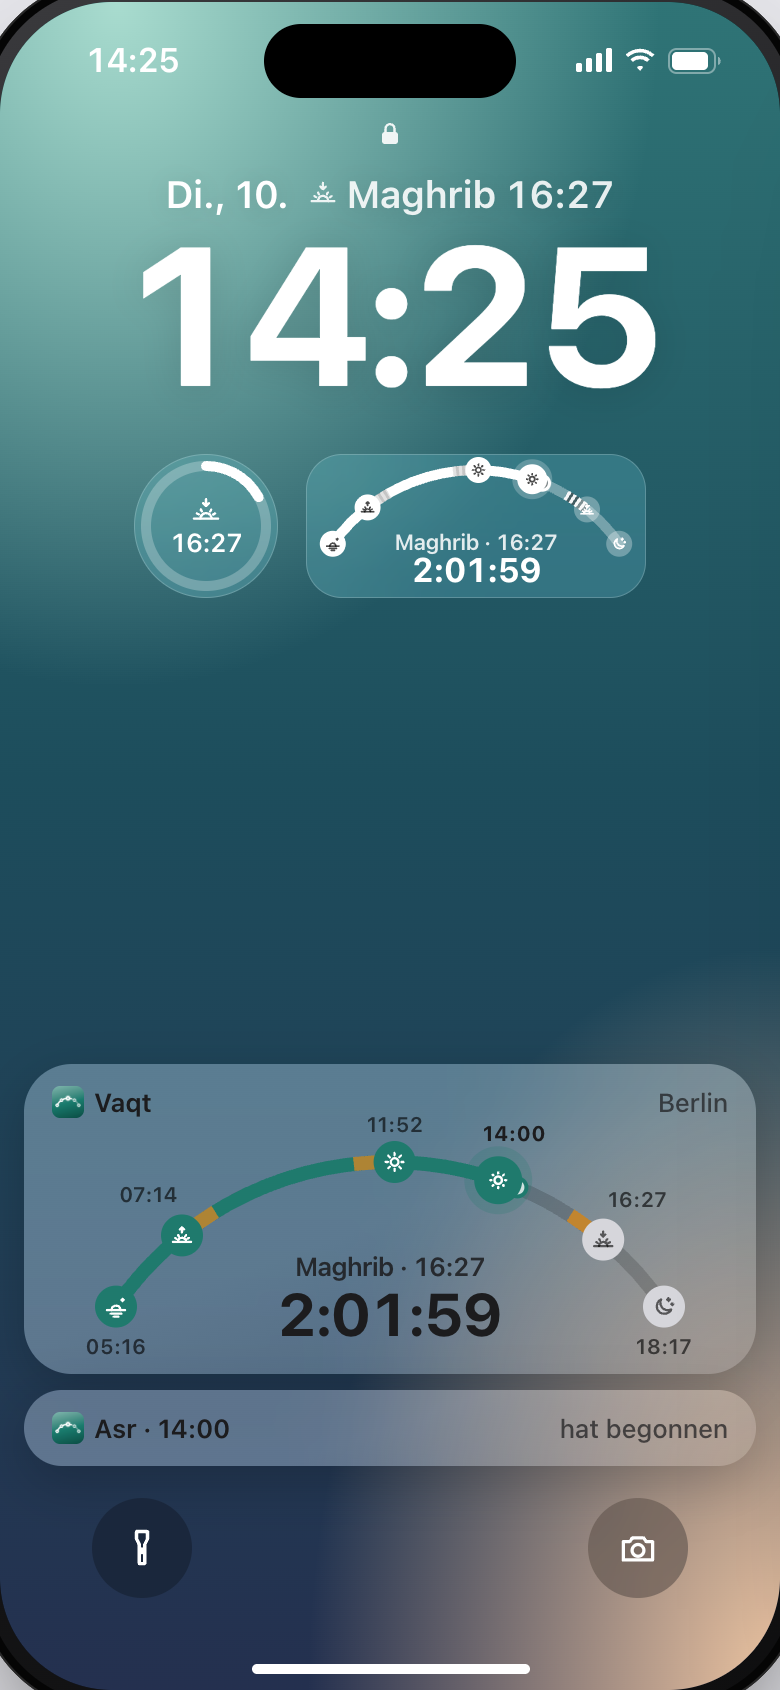 14:25
Di., 10. Maghrib 16:27
14:25
16:27
Maghrib · 16:27
2:01:59
Vaqt
Berlin
11:52
14:00
07:14
16:27
Maghrib · 16:27
2:01:59
05:16
18:17
Asr · 14:00
hat begonnen